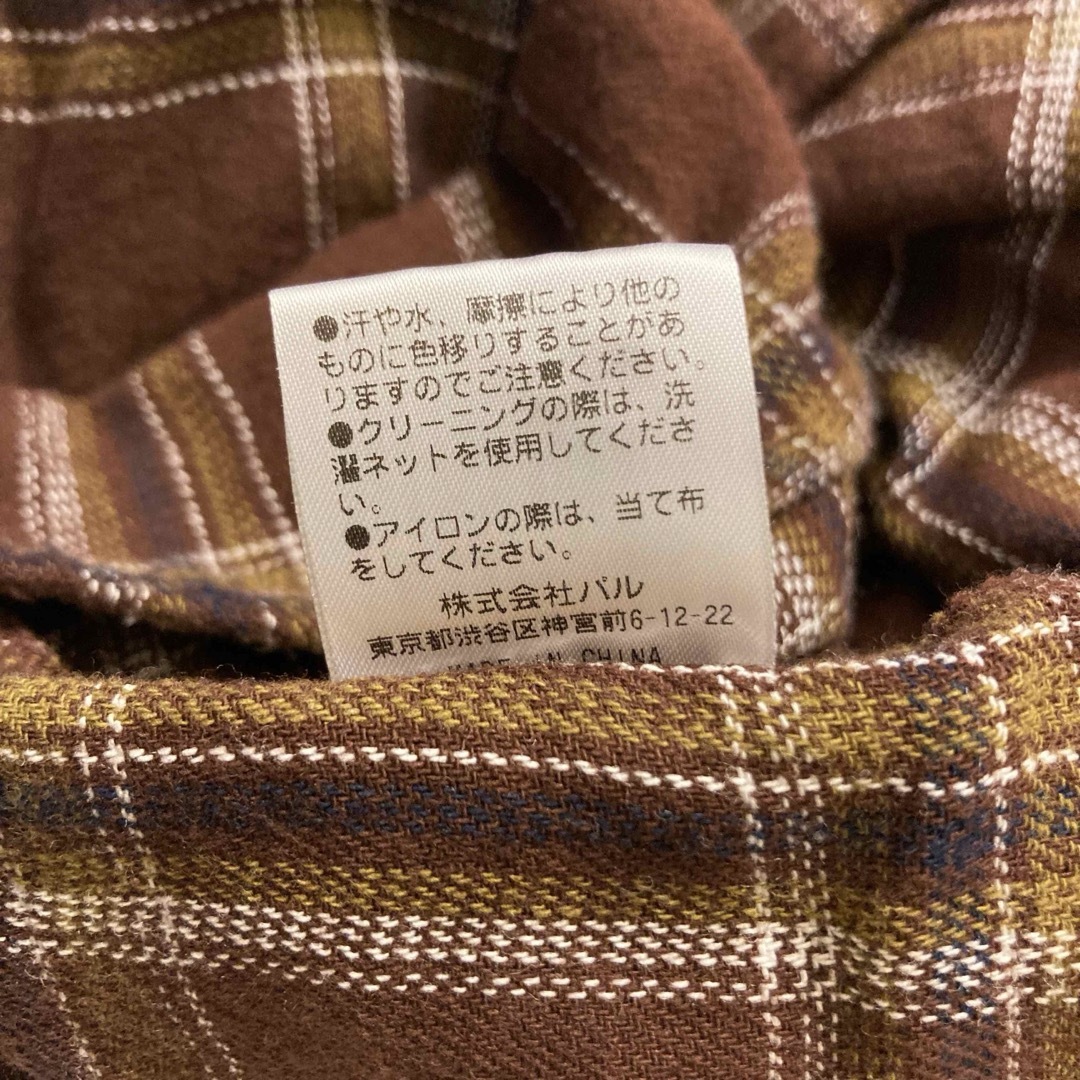 ●汗や水、摩擦により他の
ものに色移りすることがあ
りますのでご注意ください。
●クリーニングの際は、洗
濯ネットを使用してくださ
い。
●アイロンの際は、当て布
をしてください。
株式会社パル
東京都渋谷区神宮前6-12-22
MADE IN CHINA